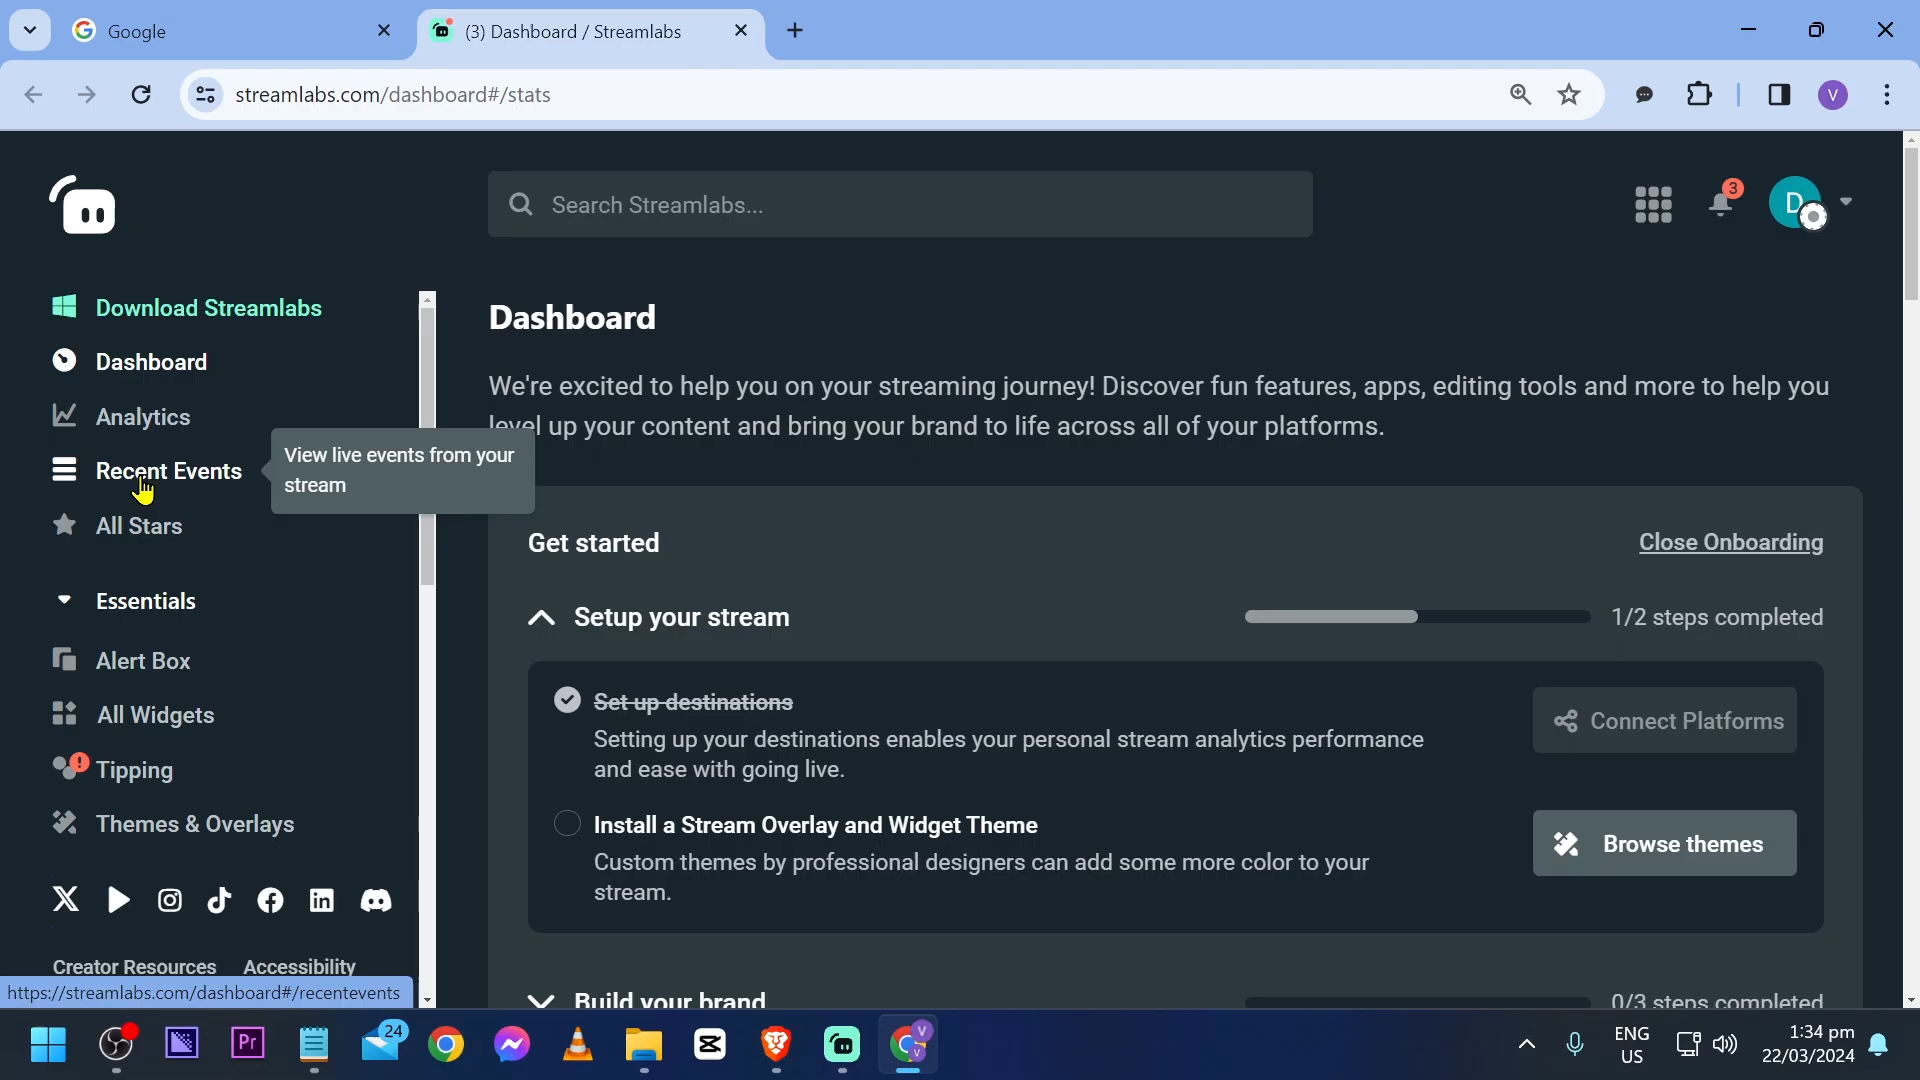 Google
(3) Dashboard / Streamlabs
streamlabs.com/dashboard#/stats
V
Search Streamlabs...
3
D
Download Streamlabs
Dashboard
Analytics
Recent Events
All Stars
View live events from your
stream
Essentials
Alert Box
All Widgets
Tipping
Themes & Overlays
Creator Resources Accessibility
https://streamlabs.com/dashboard#/recentevents
Dashboard
We're excited to help you on your streaming journey! Discover fun features, apps, editing tools and more to help you
level up your content and bring your brand to life across all of your platforms.
Get started
Close Onboarding
Setup your stream
1/2 steps completed
Set up destinations
Setting up your destinations enables your personal stream analytics performance
and ease with going live.
Connect Platforms
Install a Stream Overlay and Widget Theme
Custom themes by professional designers can add some more color to your
stream.
Browse themes
Build your brand
0/3 steps completed
Pr
24
V
V
ENG
US
1:34 pm
22/03/2024